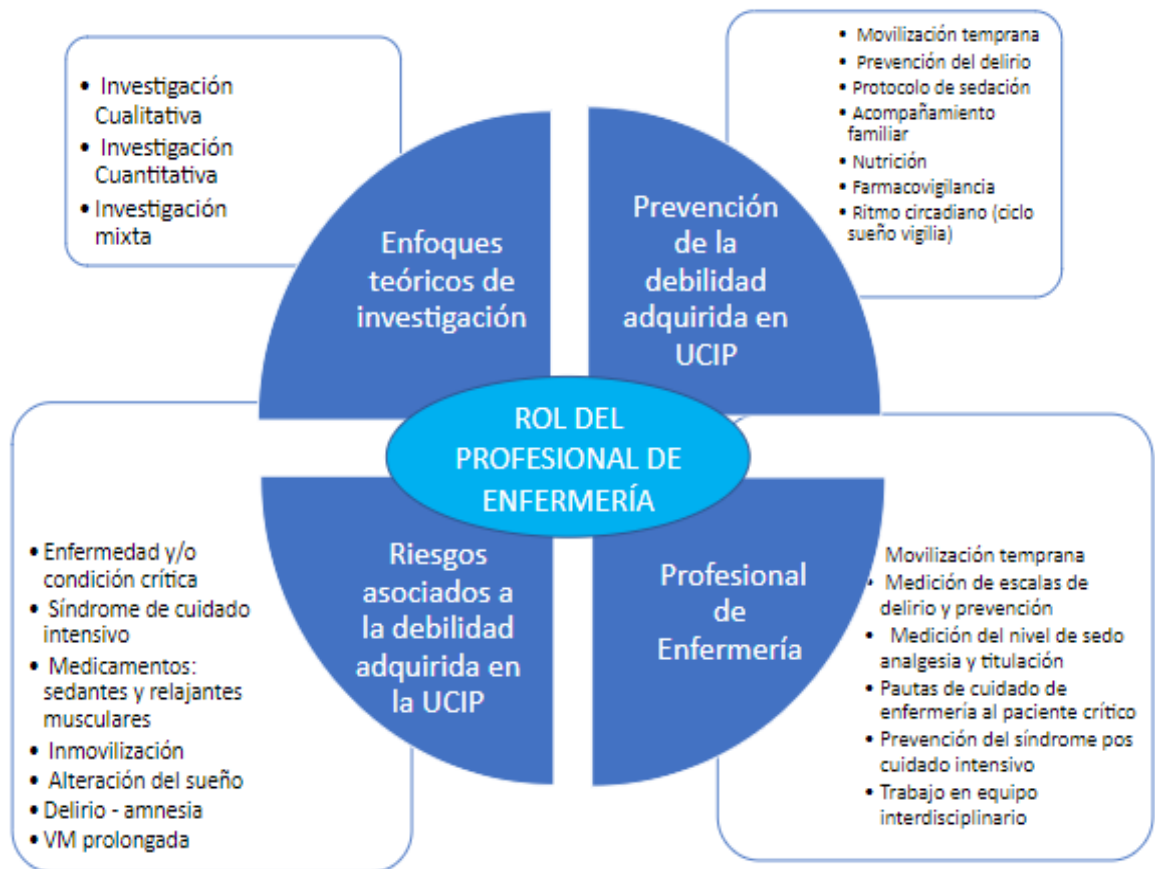 • Investigación
Cualitativa
• Investigación
Cuantitativa
• Investigación
mixta
Enfoques
teóricos de
investigación
• Movilización temprana
• Prevención del delirio
• Protocolo de sedación
• Acompañamiento
familiar
• Nutrición
• Farmacovigilancia
• Ritmo circadiano (ciclo
sueño vigilia)
Prevención
de la
debilidad
adquirida en
UCIP
ROL DEL
PROFESIONAL DE
ENFERMERÍA
• Enfermedad y/o
condición crítica
• Síndrome de cuidado
intensivo
• Medicamentos:
sedantes y relajantes
musculares
• Inmovilización
• Alteración del sueño
• Delirio - amnesia
• VM prolongada
Riesgos
asociados a
la debilidad
adquirida en
la UCIP
Profesional
de
Enfermería
Movilización temprana
• Medición de escalas de
delirio y prevención
• Medición del nivel de sedo
analgesia y titulación
• Pautas de cuidado de
enfermería al paciente crítico
• Prevención del síndrome pos
cuidado intensivo
• Trabajo en equipo
interdisciplinario